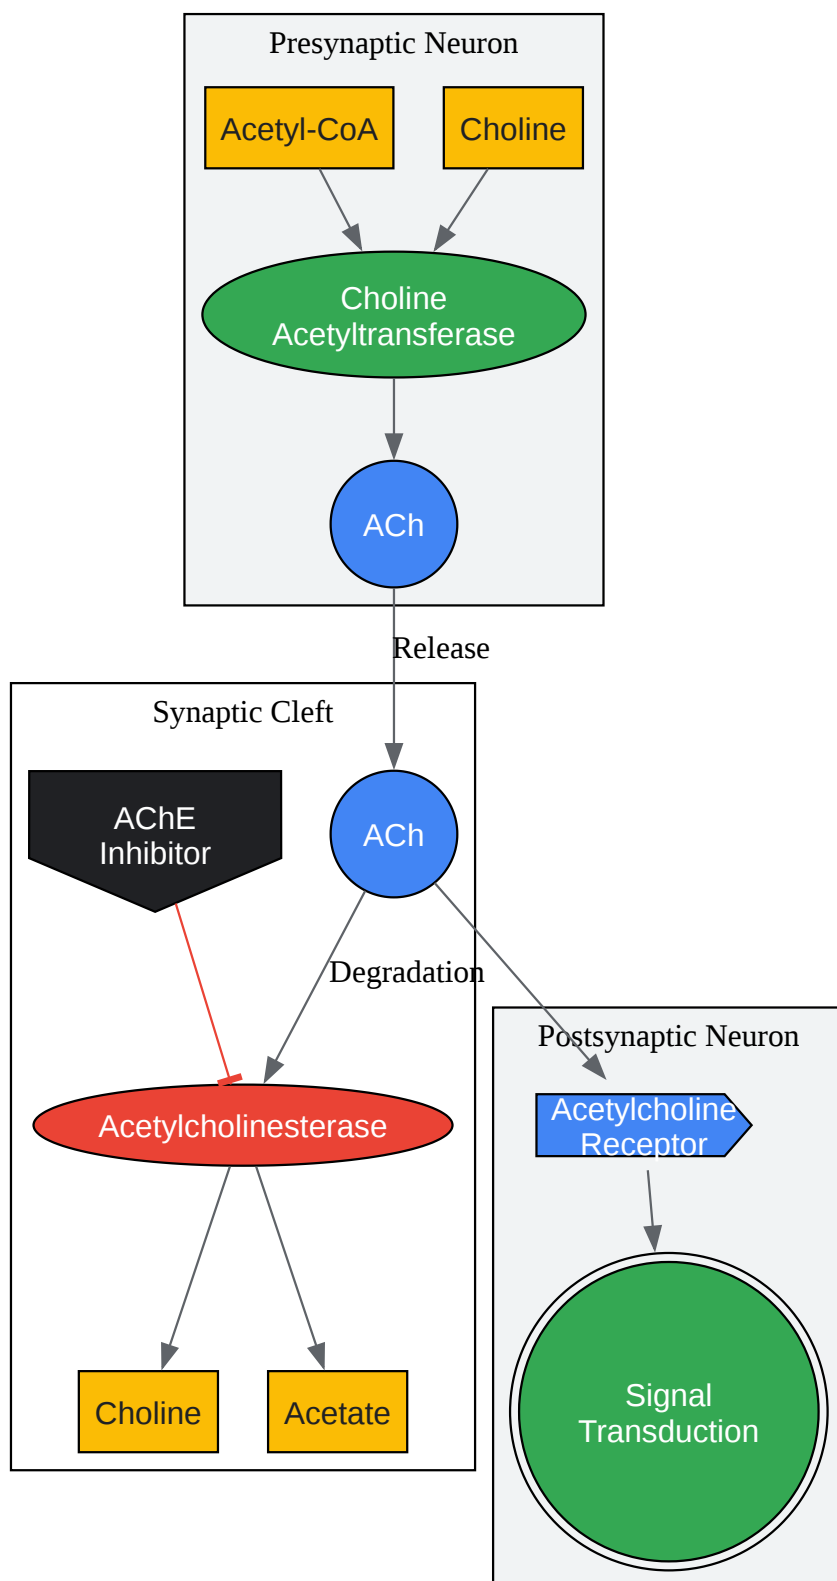 Presynaptic Neuron
Acetyl-CoA
Choline
Choline
Acetyltransferase
ACh
Release
Synaptic Cleft
AChE
Inhibitor
ACh
Degradation
Postsynaptic Neuron
Acetylcholinesterase
Acetylcholine
Receptor
Choline
Acetate
Signal
Transduction